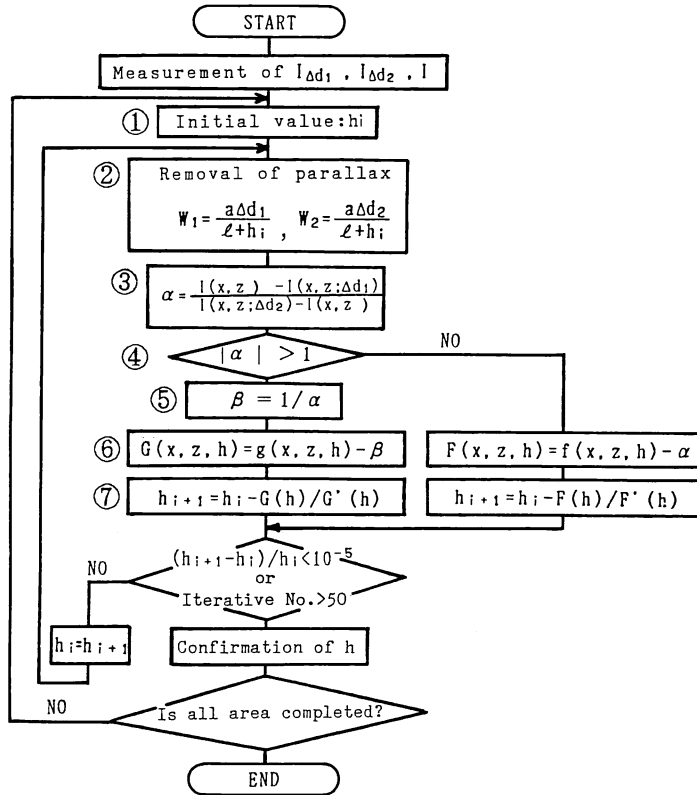 START
Measurement of I_Δd₁ , I_Δd₂ , I
① Initial value:hi
② Removal of parallax
W₁=aΔd₁/(ℓ+hᵢ) , W₂=aΔd₂/(ℓ+hᵢ)
③ α=(I(x,z)-I(x,z;Δd₁))/(I(x,z;Δd₂)-I(x,z))
④ |α|>1
NO
⑤ β=1/α
⑥ G(x,z,h)=g(x,z,h)-β
F(x,z,h)=f(x,z,h)-α
⑦ hᵢ₊₁=hᵢ-G(h)/G'(h)
hᵢ₊₁=hᵢ-F(h)/F'(h)
(hᵢ₊₁-hᵢ)/hᵢ<10⁻⁵
NO
or
Iterative No.>50
hᵢ=hᵢ₊₁
Confirmation of h
NO
Is all area completed?
END